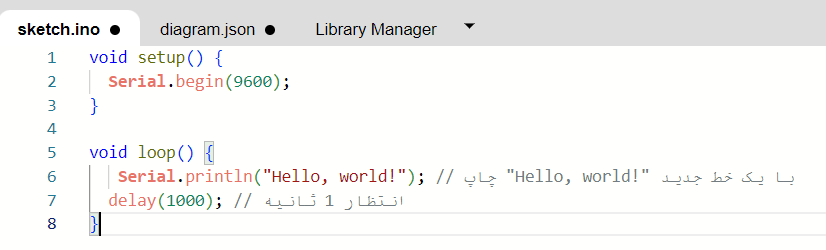 sketch.ino ● diagram.json ● Library Manager
1 void setup() {
2   Serial.begin(9600);
3 }
4
5 void loop() {
6    Serial.println("Hello, world!"); // چاپ "Hello, world!" با یک خط جدید
7   delay(1000); // انتظار 1 ثانیه
8 }